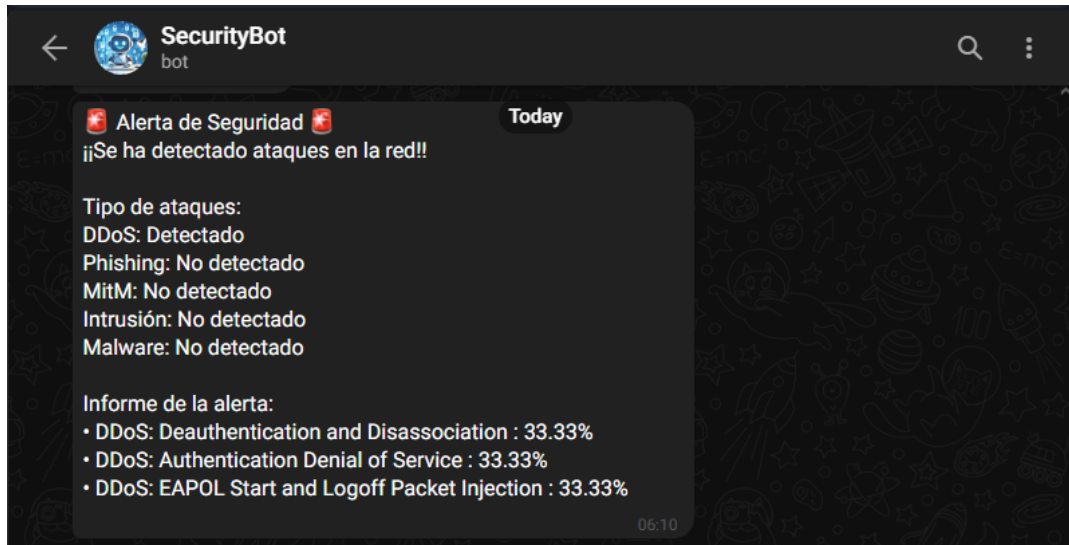 SecurityBot
bot
Today
🚨 Alerta de Seguridad 🚨
¡¡Se ha detectado ataques en la red!!
Tipo de ataques:
DDoS: Detectado
Phishing: No detectado
MitM: No detectado
Intrusión: No detectado
Malware: No detectado
Informe de la alerta:
• DDoS: Deauthentication and Disassociation : 33.33%
• DDoS: Authentication Denial of Service : 33.33%
• DDoS: EAPOL Start and Logoff Packet Injection : 33.33%
06:10